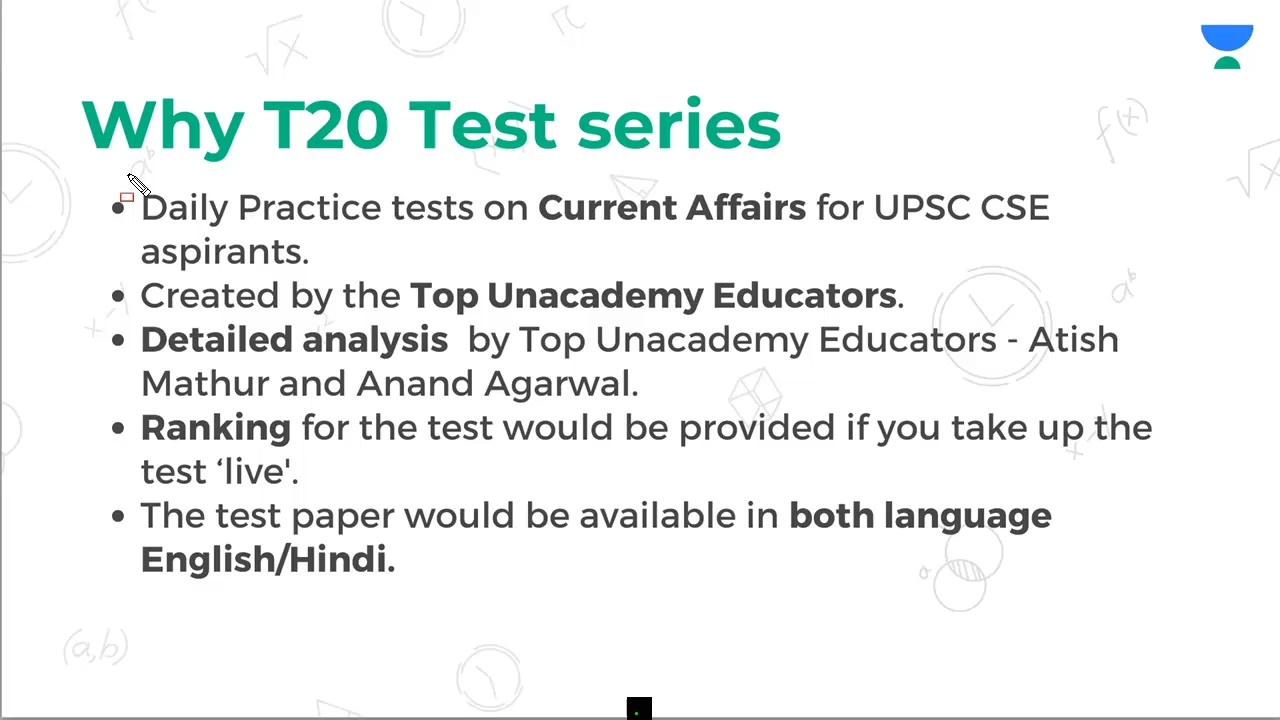 Why T20 Test series
• Daily Practice tests on Current Affairs for UPSC CSE
aspirants.
• Created by the Top Unacademy Educators.
• Detailed analysis  by Top Unacademy Educators - Atish
Mathur and Anand Agarwal.
• Ranking for the test would be provided if you take up the
test ‘live'.
• The test paper would be available in both language
English/Hindi.
f(x)
√x
a^b
x-1
(a,b)